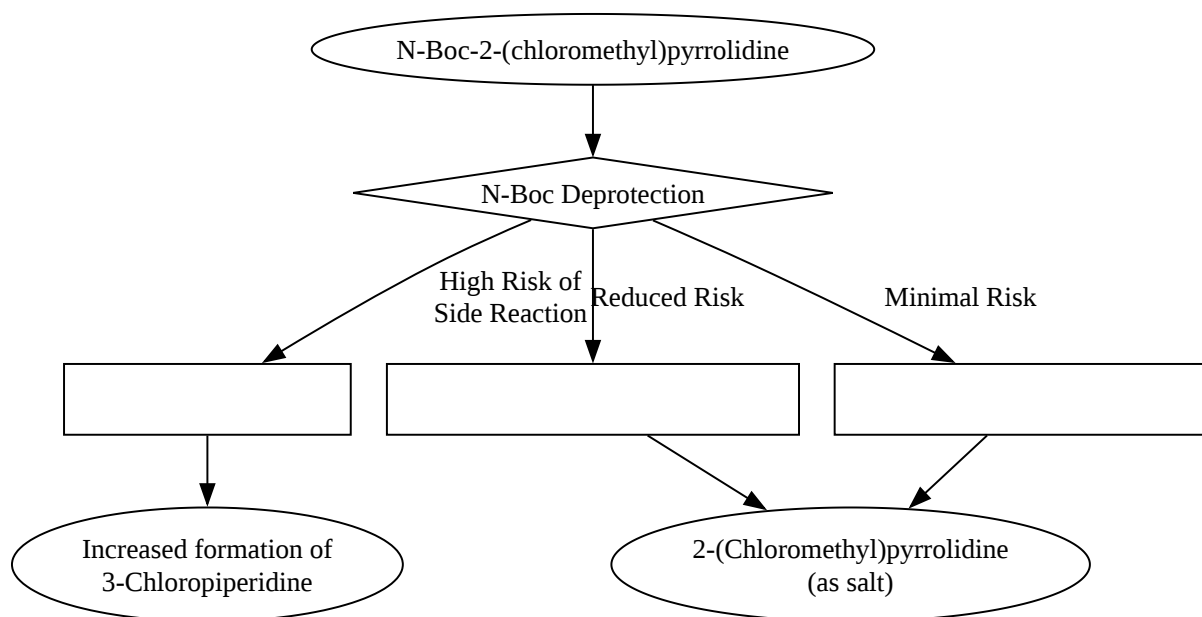 N-Boc-2-(chloromethyl)pyrrolidine
N-Boc Deprotection
High Risk of
Side Reaction
Reduced Risk
Minimal Risk
Increased formation of
3-Chloropiperidine
2-(Chloromethyl)pyrrolidine
(as salt)